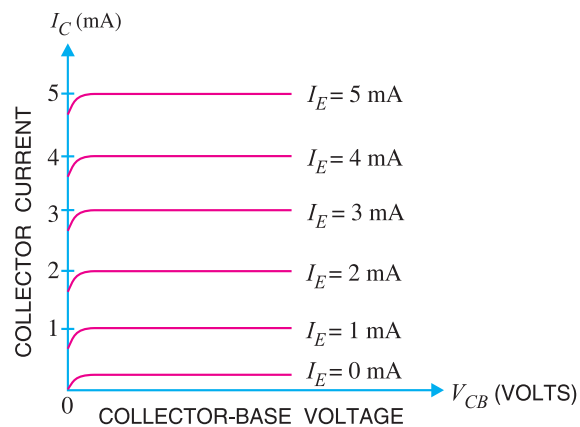 I_C (mA)
COLLECTOR CURRENT
5
4
3
2
1
0
I_E = 5 mA
I_E = 4 mA
I_E = 3 mA
I_E = 2 mA
I_E = 1 mA
I_E = 0 mA
V_CB (VOLTS)
COLLECTOR-BASE VOLTAGE